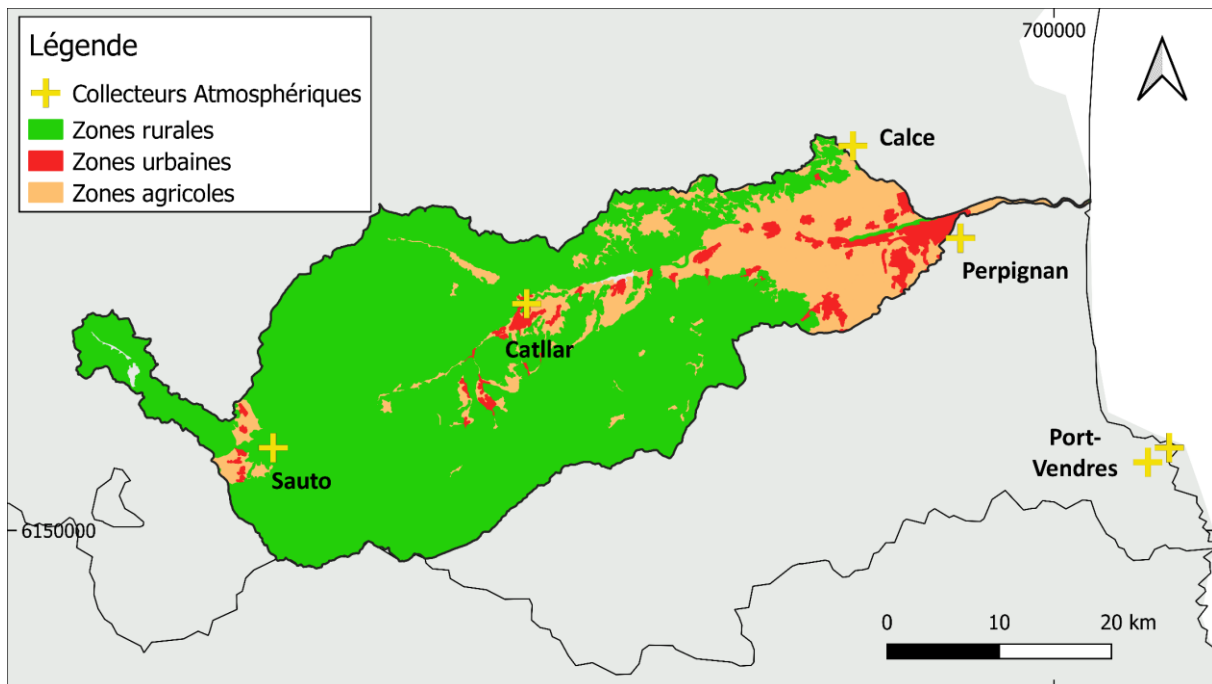 Légende
Collecteurs Atmosphériques
Zones rurales
Zones urbaines
Zones agricoles
700000
Calce
Perpignan
Catllar
Sauto
Port-
Vendres
6150000
0 10 20 km